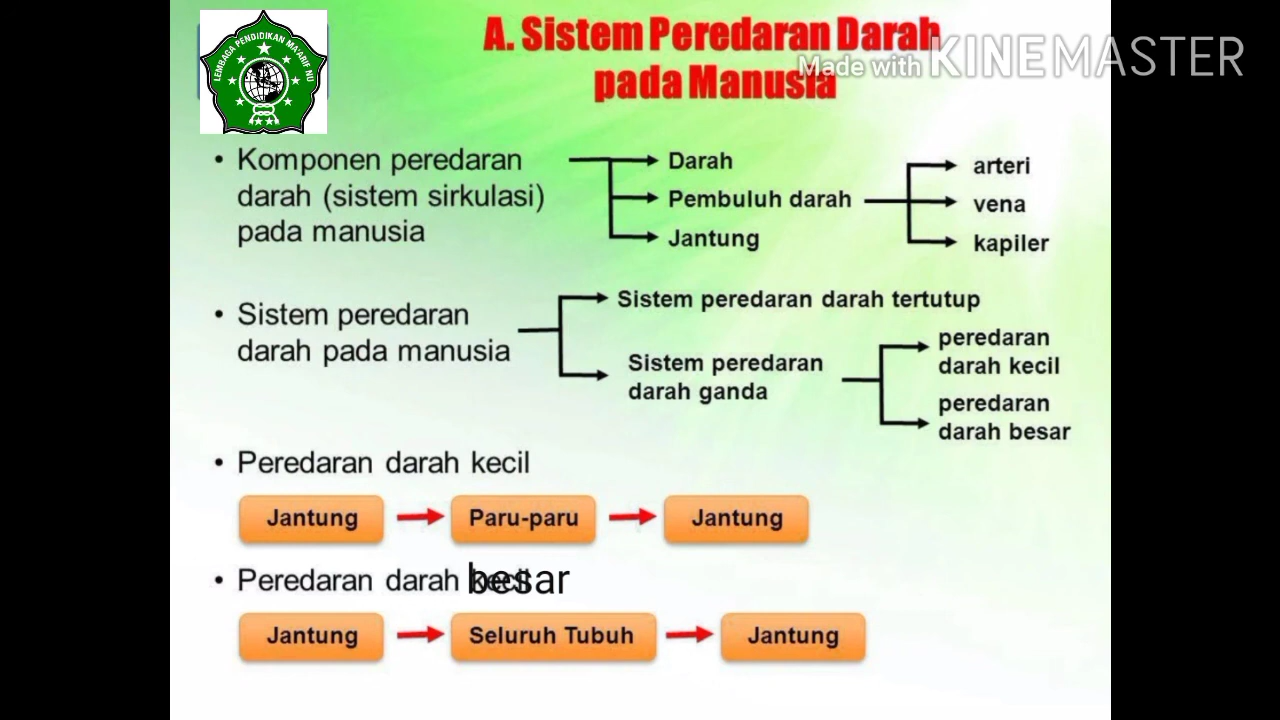 LEMBAGA PENDIDIKAN MA'ARIF NU
A. Sistem Peredaran Darah
pada Manusia
Made with KINEMASTER
• Komponen peredaran
darah (sistem sirkulasi)
pada manusia
Darah
Pembuluh darah
Jantung
arteri
vena
kapiler
• Sistem peredaran
darah pada manusia
Sistem peredaran darah tertutup
Sistem peredaran
darah ganda
peredaran
darah kecil
peredaran
darah besar
• Peredaran darah kecil
Jantung
Paru-paru
Jantung
• Peredaran darah kecil
besar
Jantung
Seluruh Tubuh
Jantung